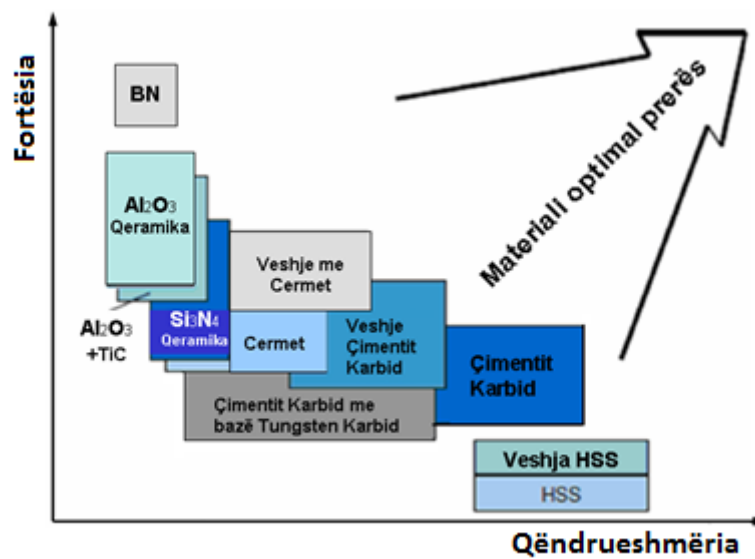 Fortësia
BN
Al2O3
Qeramika
Al2O3
+TiC
Si3N4
Qeramika
Veshje me
Cermet
Cermet
Veshje
Çimentit
Karbid
Çimentit
Karbid
Çimentit Karbid me
bazë Tungsten Karbid
Veshja HSS
HSS
Materiali optimal prerës
Qëndrueshmëria